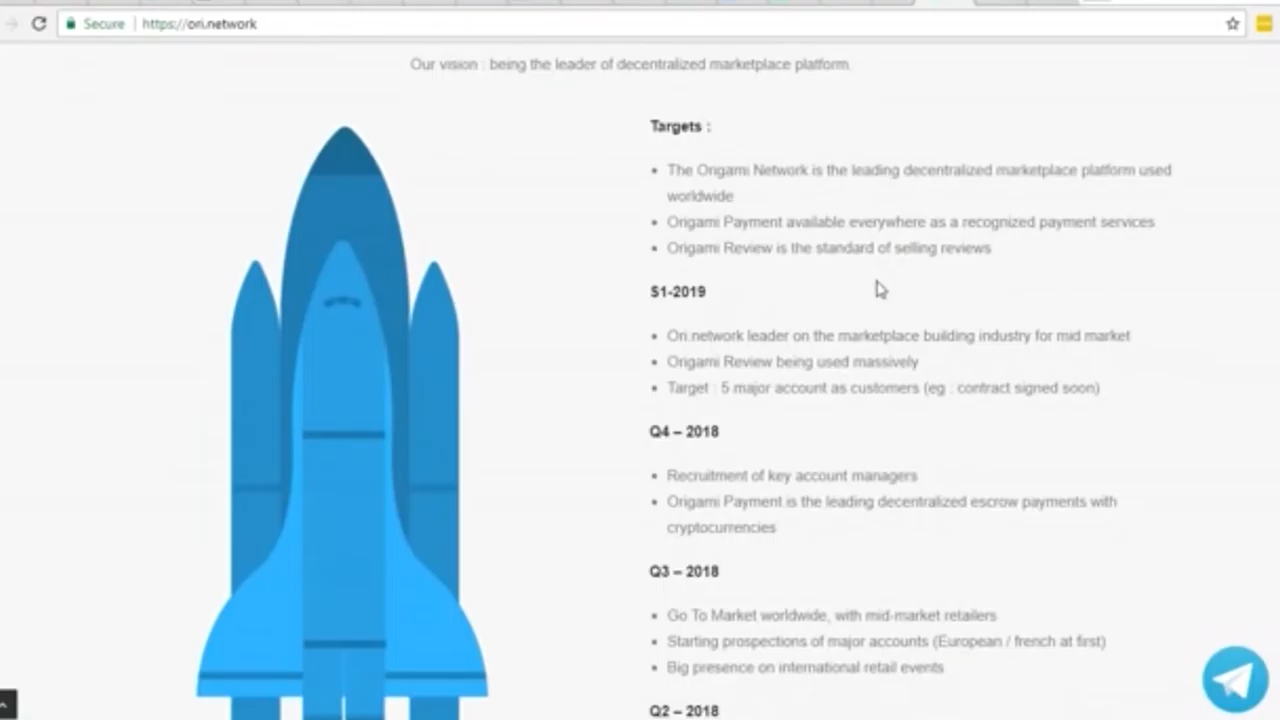 Secure
https://ori.network
Our vision : being the leader of decentralized marketplace platform
Targets :
The Origami Network is the leading decentralized marketplace platform used
worldwide
Origami Payment available everywhere as a recognized payment services
Origami Review is the standard of selling reviews
S1-2019
Ori.network leader on the marketplace building industry for mid market
Origami Review being used massively
Target : 5 major account as customers (eg : contract signed soon)
Q4 – 2018
Recruitment of key account managers
Origami Payment is the leading decentralized escrow payments with
cryptocurrencies
Q3 – 2018
Go To Market worldwide, with mid-market retailers
Starting prospections of major accounts (European / french at first)
Big presence on international retail events
Q2 – 2018